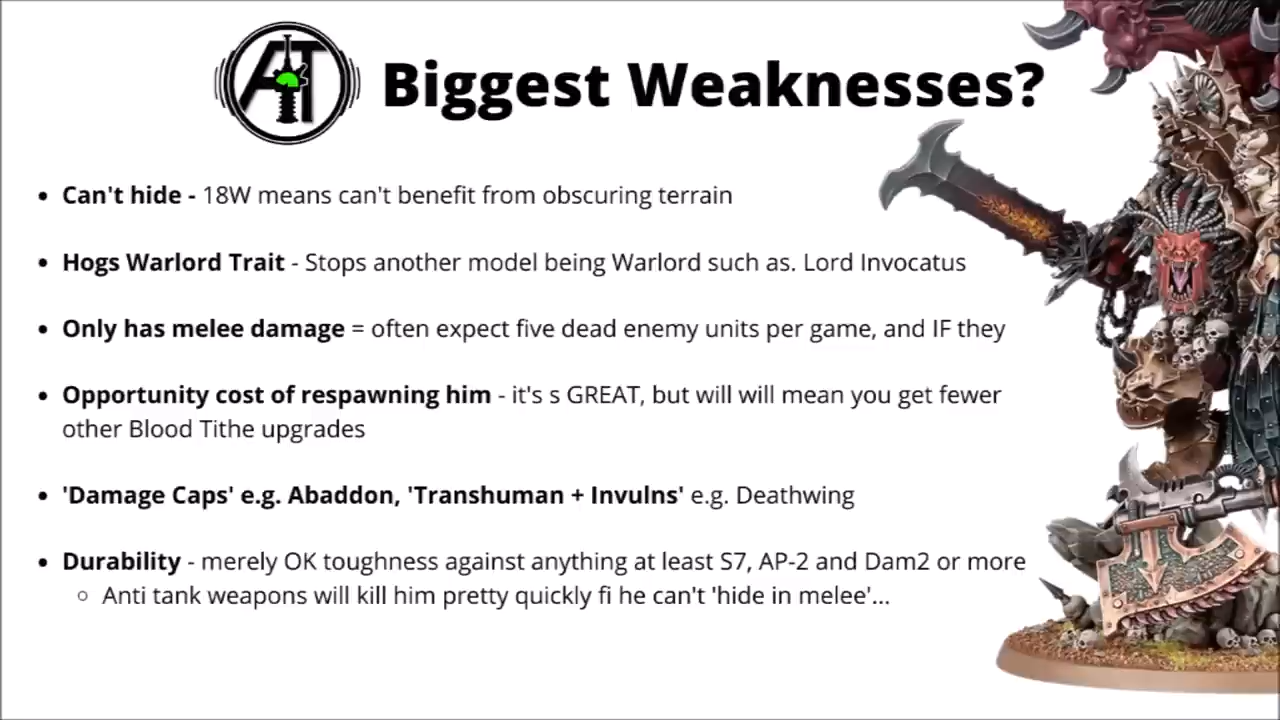 AT
Biggest Weaknesses?
• Can't hide - 18W means can't benefit from obscuring terrain
• Hogs Warlord Trait - Stops another model being Warlord such as. Lord Invocatus
• Only has melee damage = often expect five dead enemy units per game, and IF they
• Opportunity cost of respawning him - it's s GREAT, but will will mean you get fewer
other Blood Tithe upgrades
• 'Damage Caps' e.g. Abaddon, 'Transhuman + Invulns' e.g. Deathwing
• Durability - merely OK toughness against anything at least S7, AP-2 and Dam2 or more
○ Anti tank weapons will kill him pretty quickly fi he can't 'hide in melee'...